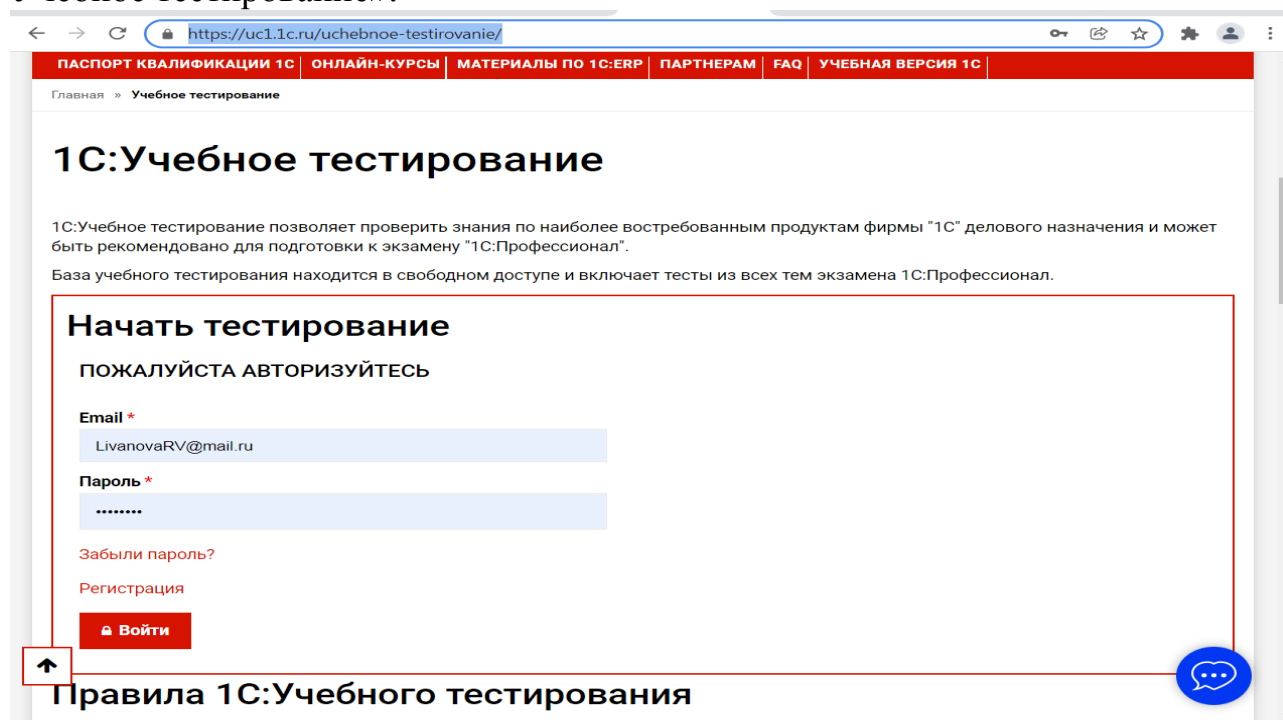 Учебное тестирование».
https://uc1.1c.ru/uchebnoe-testirovanie/
ПАСПОРТ КВАЛИФИКАЦИИ 1С ОНЛАЙН-КУРСЫ МАТЕРИАЛЫ ПО 1С:ERP ПАРТНЕРАМ FAQ УЧЕБНАЯ ВЕРСИЯ 1С
Главная » Учебное тестирование
1С:Учебное тестирование
1С:Учебное тестирование позволяет проверить знания по наиболее востребованным продуктам фирмы "1С" делового назначения и может
быть рекомендовано для подготовки к экзамену "1С:Профессионал".
База учебного тестирования находится в свободном доступе и включает тесты из всех тем экзамена 1С:Профессионал.
Начать тестирование
ПОЖАЛУЙСТА АВТОРИЗУЙТЕСЬ
Email *
LivanovaRV@mail.ru
Пароль *
••••••••
Забыли пароль?
Регистрация
Войти
Правила 1С:Учебного тестирования